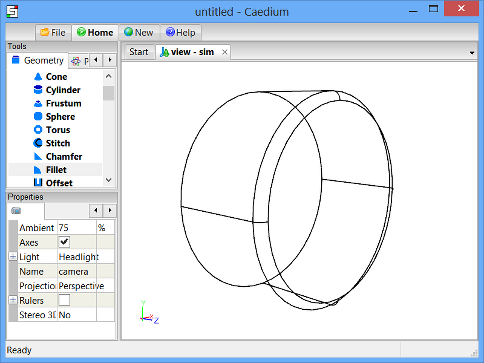 untitled - Caedium
File Home New Help
Tools
Geometry
Cone
Cylinder
Frustum
Sphere
Torus
Stitch
Chamfer
Fillet
Offset
Properties
Ambient 75 %
Axes
Light Headlight
Name camera
Projection Perspective
Rulers
Stereo 3D No
Start view - sim
Y
X
Z
Ready